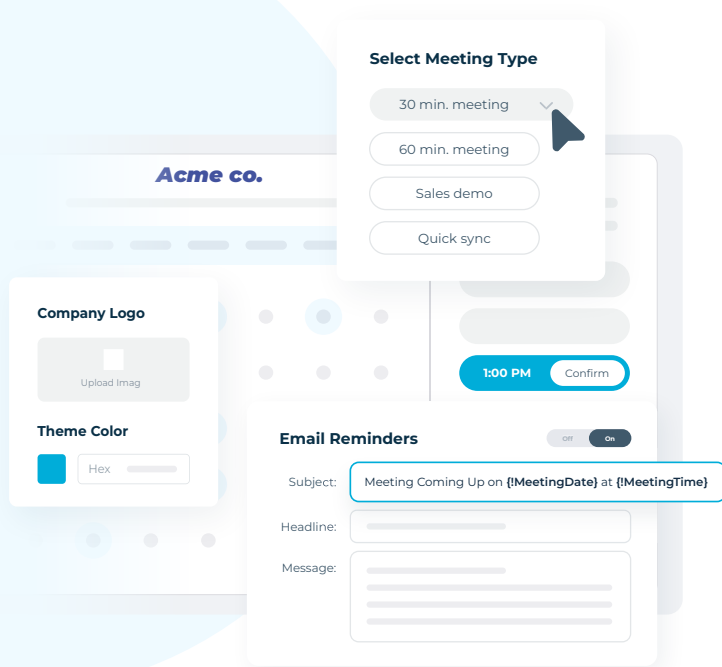 Select Meeting Type
30 min. meeting
60 min. meeting
Sales demo
Quick sync
Acme co.
Company Logo
Upload Imag
Theme Color
Hex
1:00 PM Confirm
Email Reminders
Off On
Subject: Meeting Coming Up on {!MeetingDate} at {!MeetingTime}
Headline:
Message: